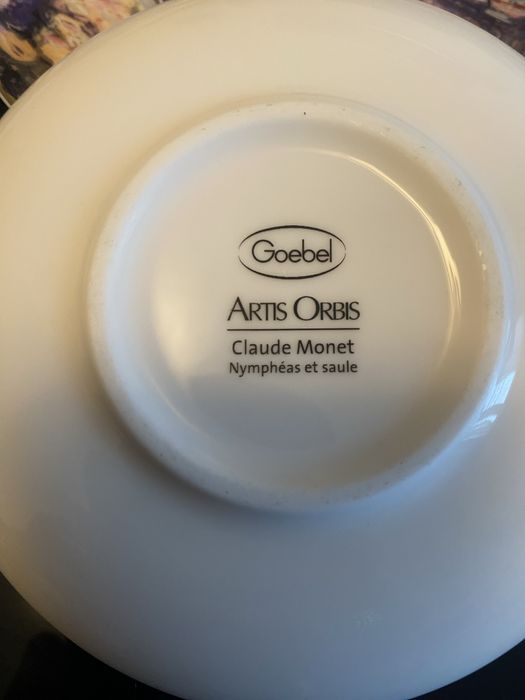 Goebel
ARTIS ORBIS
Claude Monet
Nymphéas et saule